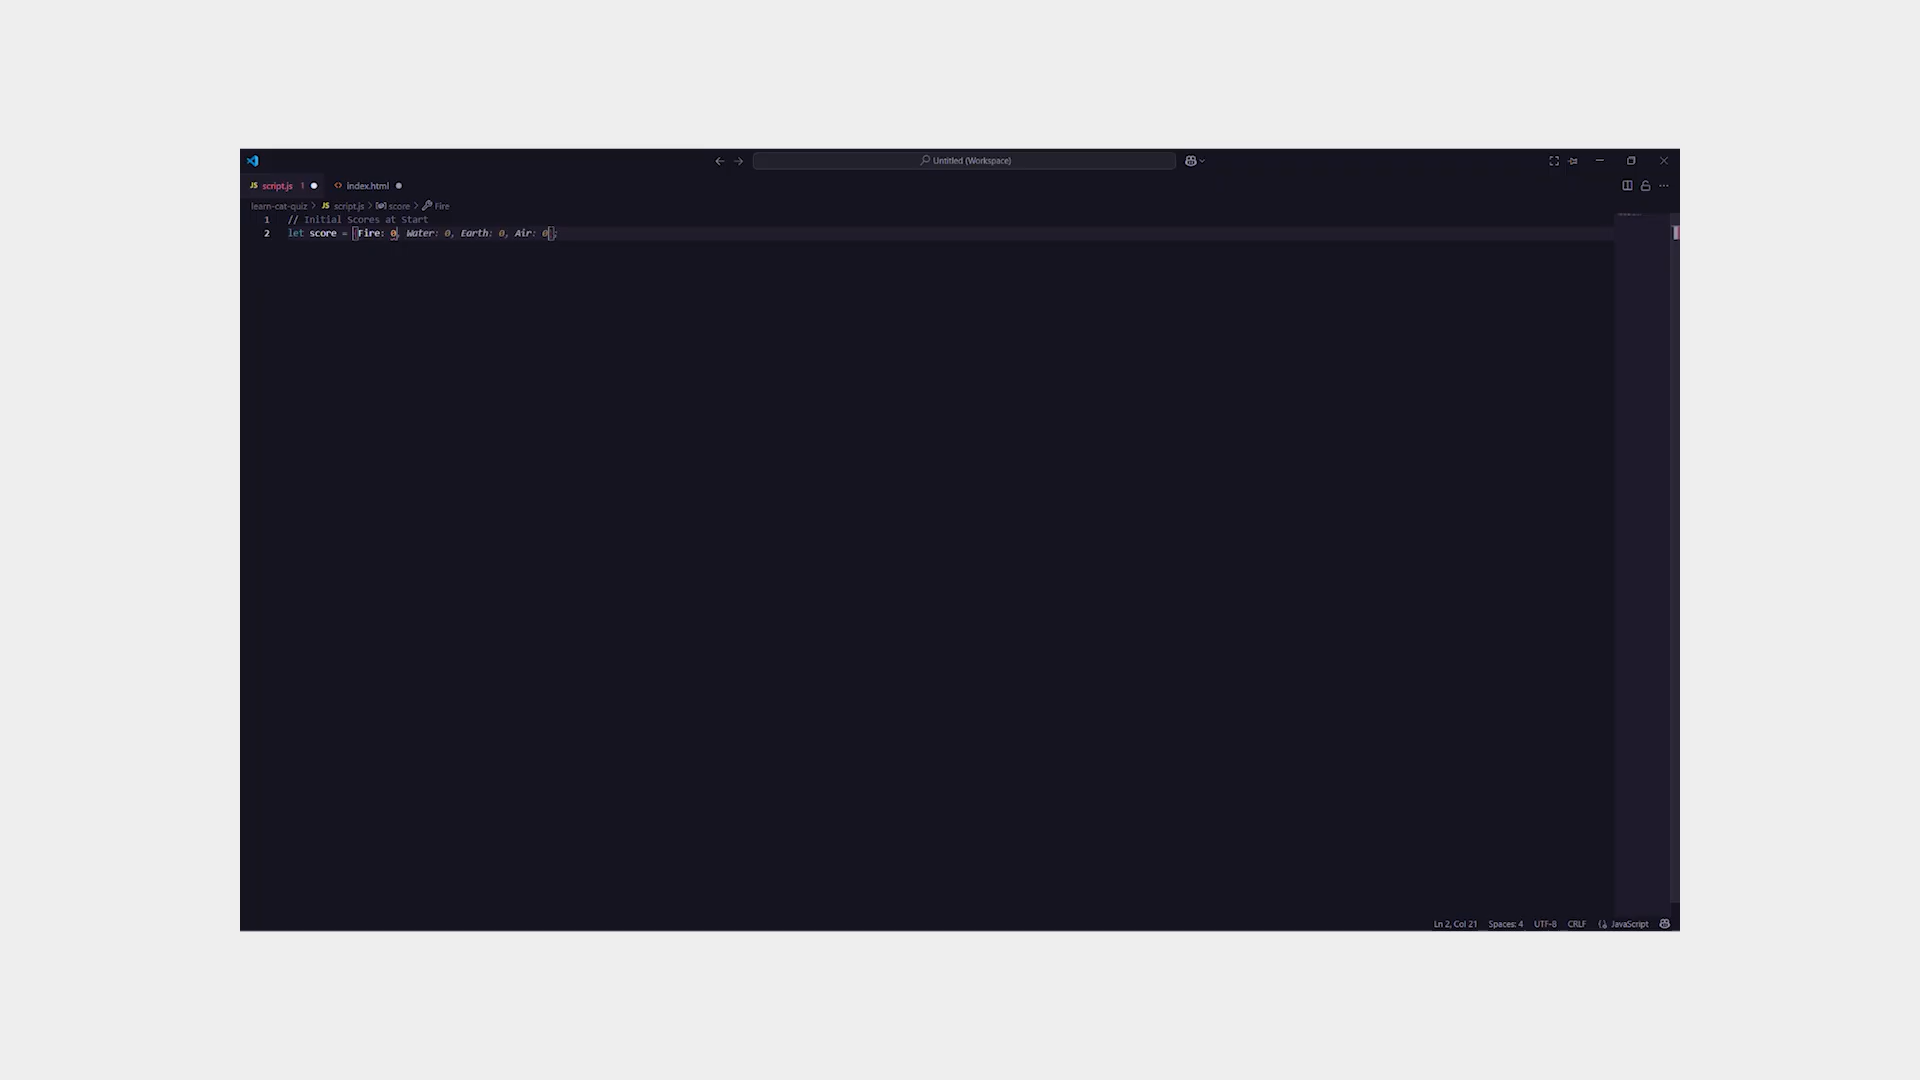 Untitled (Workspace)
JS script.js 1 index.html
learn-cat-quiz > JS script.js > score > Fire
1 // Initial Scores at Start
2 let score = {Fire: 0, Water: 0, Earth: 0, Air: 0};
Ln 2, Col 21 Spaces: 4 UTF-8 CRLF JavaScript